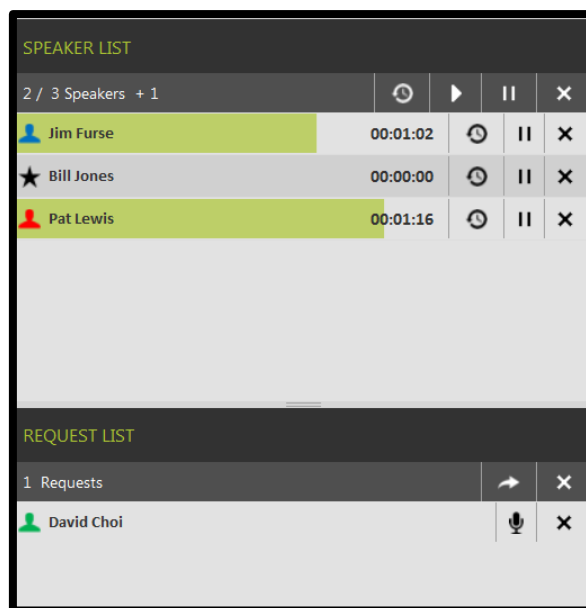 SPEAKER LIST
2 / 3 Speakers + 1
Jim Furse 00:01:02
Bill Jones 00:00:00
Pat Lewis 00:01:16
REQUEST LIST
1 Requests
David Choi